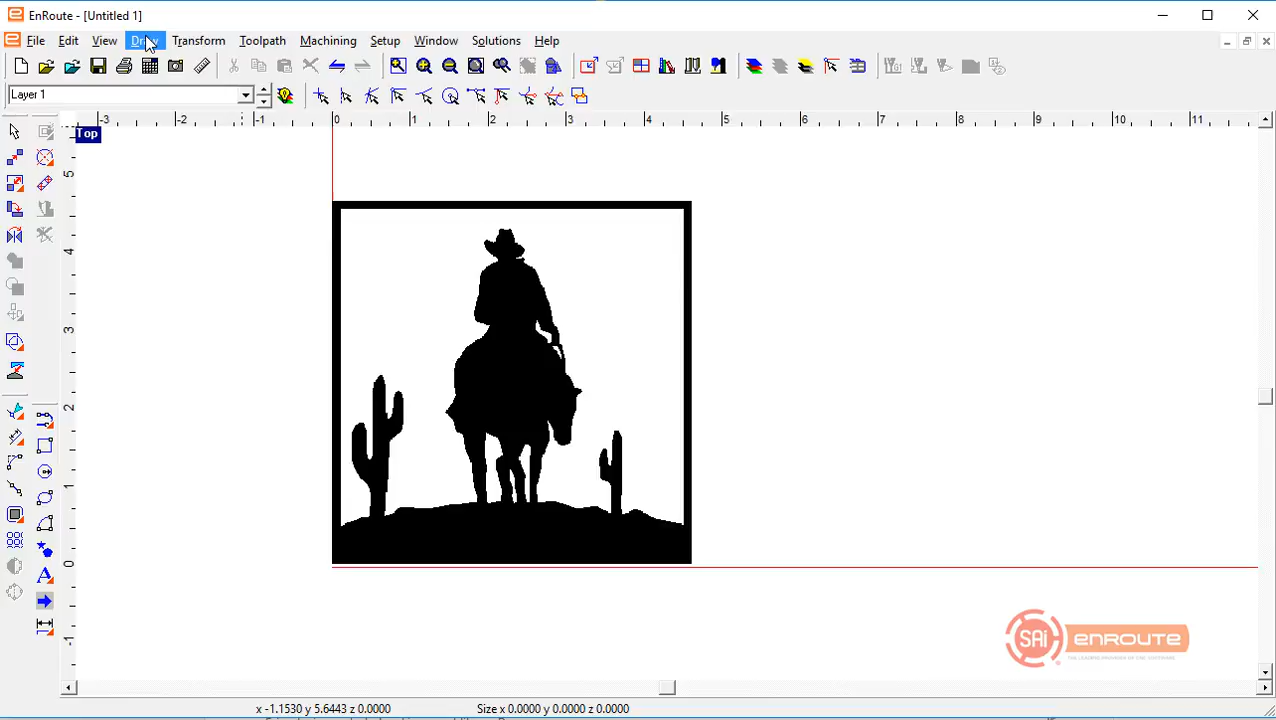 EnRoute - [Untitled 1]
File Edit View Draw Transform Toolpath Machining Setup Window Solutions Help
Layer 1
-3 -2 -1 0 1 2 3 4 5 6 7 8 9 10 11
Top
5
4
3
2
1
0
-1
SAi ENROUTE
x -1.1530 y 5.6443 z 0.0000 Size x 0.0000 y 0.0000 z 0.0000